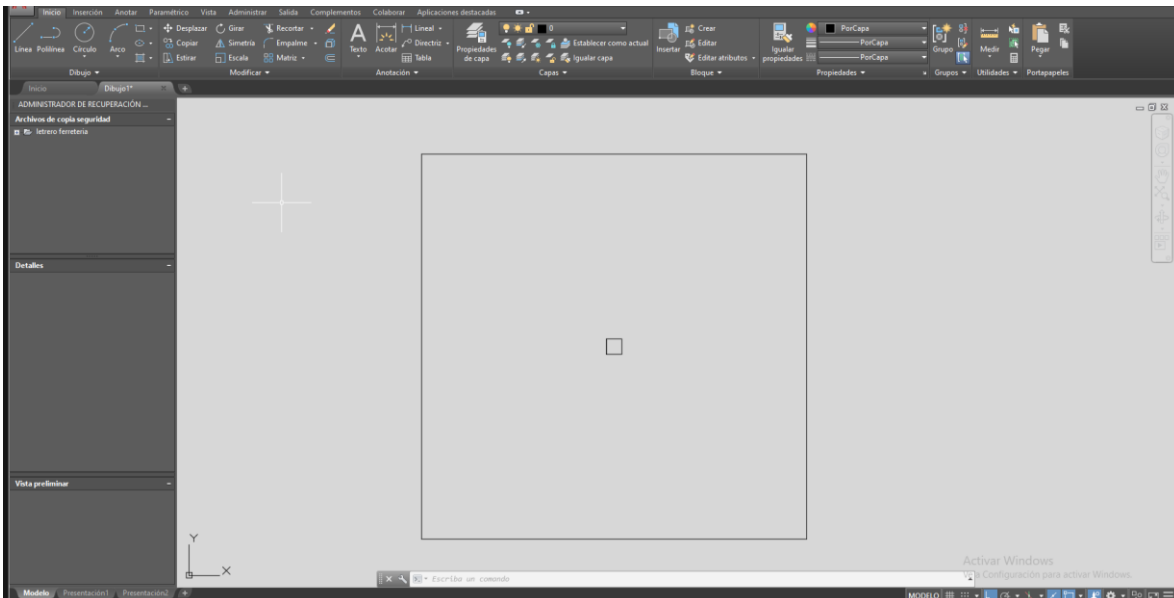 Inicio Inserción Anotar Paramétrico Vista Administrar Salida Complementos Colaborar Aplicaciones destacadas
Desplazar Girar Recortar Lineal 0 Crear PorCapa
Copiar Simetría Empalme Directriz Establecer como actual Editar PorCapa
Línea Polilínea Círculo Arco Texto Acotar Propiedades de capa Insertar Igualar propiedades Grupo Medir Pegar
Estirar Escala Matriz Tabla Igualar capa Editar atributos PorCapa
Dibujo Modificar Anotación Capas Bloque Propiedades Grupos Utilidades Portapapeles
Inicio Dibujo1*
ADMINISTRADOR DE RECUPERACIÓN ...
Archivos de copia seguridad
letrero ferreteria
Detalles
Vista preliminar
Y
X
Escriba un comando
Activar Windows
Configuración para activar Windows.
Modelo Presentación1 Presentación2
MODELO